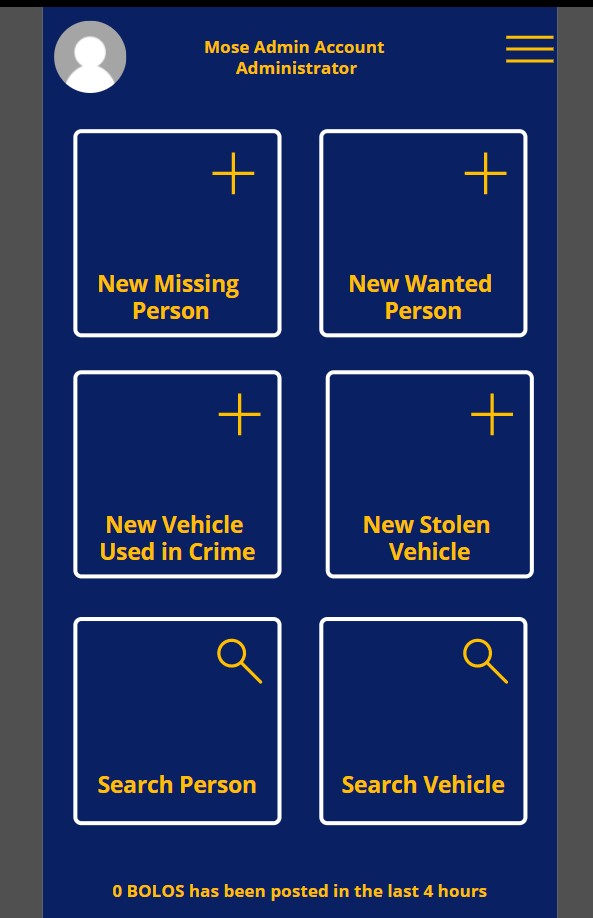 Mose Admin Account
Administrator
New Missing
Person
New Wanted
Person
New Vehicle
Used in Crime
New Stolen
Vehicle
Search Person
Search Vehicle
0 BOLOS has been posted in the last 4 hours